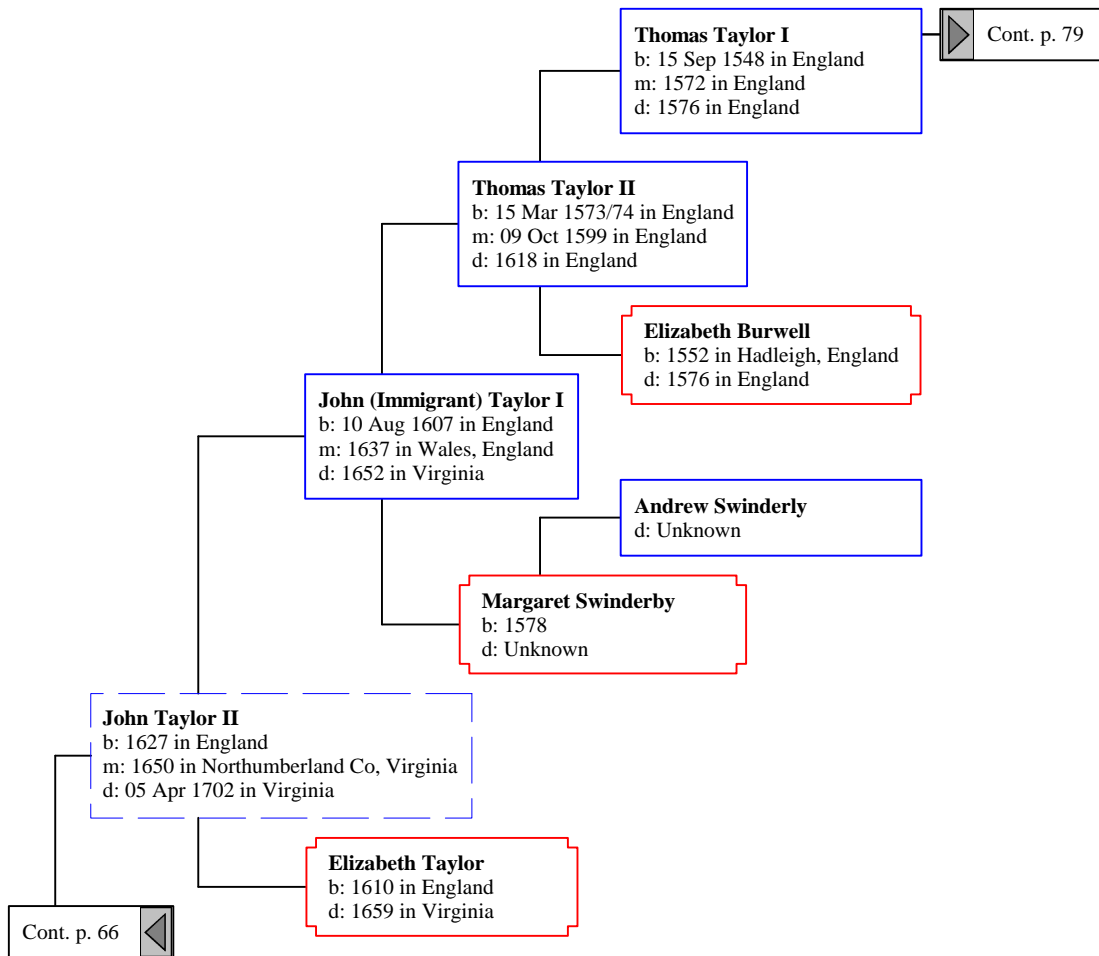 Thomas Taylor I
b: 15 Sep 1548 in England
m: 1572 in England
d: 1576 in England
Cont. p. 79
Thomas Taylor II
b: 15 Mar 1573/74 in England
m: 09 Oct 1599 in England
d: 1618 in England
Elizabeth Burwell
b: 1552 in Hadleigh, England
d: 1576 in England
John (Immigrant) Taylor I
b: 10 Aug 1607 in England
m: 1637 in Wales, England
d: 1652 in Virginia
Andrew Swinderly
d: Unknown
Margaret Swinderby
b: 1578
d: Unknown
John Taylor II
b: 1627 in England
m: 1650 in Northumberland Co, Virginia
d: 05 Apr 1702 in Virginia
Elizabeth Taylor
b: 1610 in England
d: 1659 in Virginia
Cont. p. 66